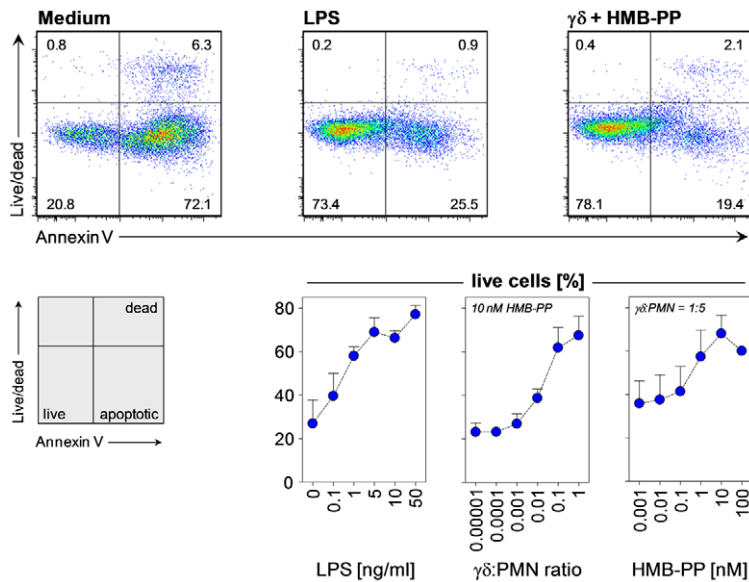 Medium
LPS
γδ + HMB-PP
0.8
6.3
0.2
0.9
0.4
2.1
Live/dead
20.8
72.1
73.4
25.5
78.1
19.4
Annexin V
live cells [%]
dead
live
apoptotic
Live/dead
Annexin V
80
60
40
20
0
10 nM HMB-PP
γδ:PMN = 1:5
0
0.1
1
5
10
50
0.00001
0.0001
0.001
0.01
0.1
1
0.001
0.01
0.1
1
10
100
LPS [ng/ml]
γδ:PMN ratio
HMB-PP [nM]